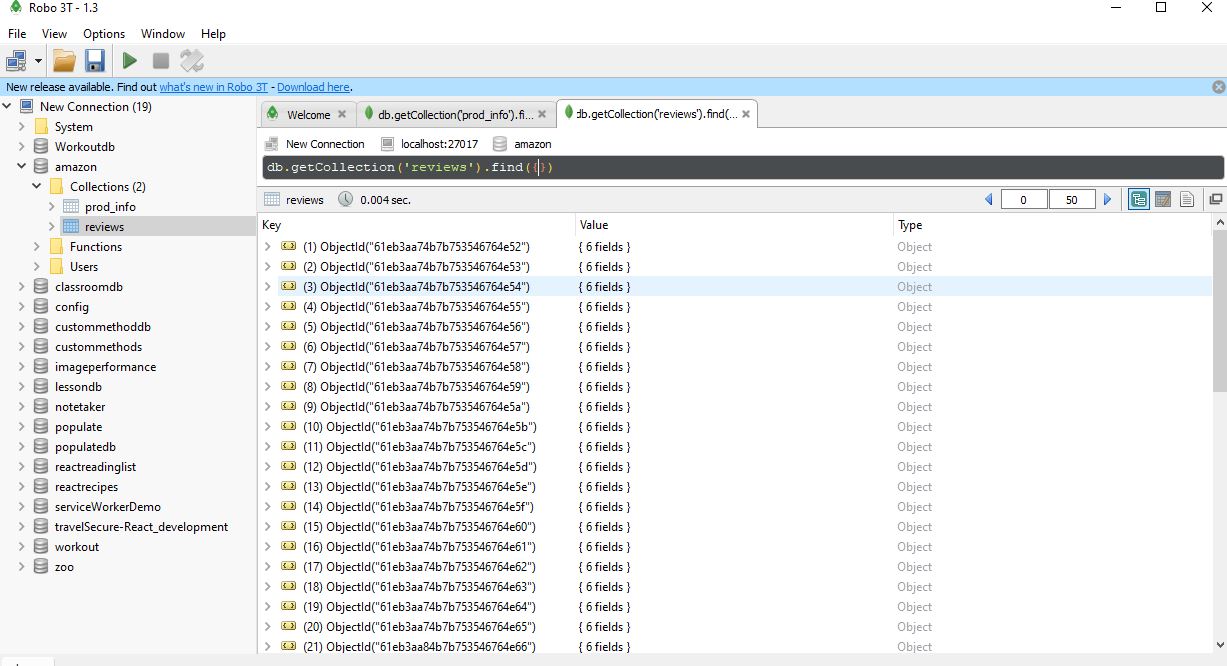 Robo 3T - 1.3
File View Options Window Help
New release available. Find out what's new in Robo 3T - Download here.
New Connection (19)
System
Workoutdb
amazon
Collections (2)
prod_info
reviews
Functions
Users
classroomdb
config
custommethoddb
custommethods
imageperformance
lessondb
notetaker
populate
populatedb
reactreadinglist
reactrecipes
serviceWorkerDemo
travelSecure-React_development
workout
zoo
Welcome db.getCollection('prod_info').fi... db.getCollection('reviews').find(...
New Connection localhost:27017 amazon
db.getCollection('reviews').find({})
reviews 0.004 sec. 0 50
Key Value Type
(1) ObjectId("61eb3aa74b7b753546764e52") { 6 fields } Object
(2) ObjectId("61eb3aa74b7b753546764e53") { 6 fields } Object
(3) ObjectId("61eb3aa74b7b753546764e54") { 6 fields } Object
(4) ObjectId("61eb3aa74b7b753546764e55") { 6 fields } Object
(5) ObjectId("61eb3aa74b7b753546764e56") { 6 fields } Object
(6) ObjectId("61eb3aa74b7b753546764e57") { 6 fields } Object
(7) ObjectId("61eb3aa74b7b753546764e58") { 6 fields } Object
(8) ObjectId("61eb3aa74b7b753546764e59") { 6 fields } Object
(9) ObjectId("61eb3aa74b7b753546764e5a") { 6 fields } Object
(10) ObjectId("61eb3aa74b7b753546764e5b") { 6 fields } Object
(11) ObjectId("61eb3aa74b7b753546764e5c") { 6 fields } Object
(12) ObjectId("61eb3aa74b7b753546764e5d") { 6 fields } Object
(13) ObjectId("61eb3aa74b7b753546764e5e") { 6 fields } Object
(14) ObjectId("61eb3aa74b7b753546764e5f") { 6 fields } Object
(15) ObjectId("61eb3aa74b7b753546764e60") { 6 fields } Object
(16) ObjectId("61eb3aa74b7b753546764e61") { 6 fields } Object
(17) ObjectId("61eb3aa74b7b753546764e62") { 6 fields } Object
(18) ObjectId("61eb3aa74b7b753546764e63") { 6 fields } Object
(19) ObjectId("61eb3aa74b7b753546764e64") { 6 fields } Object
(20) ObjectId("61eb3aa74b7b753546764e65") { 6 fields } Object
(21) ObjectId("61eb3aa84b7b753546764e66") { 6 fields } Object